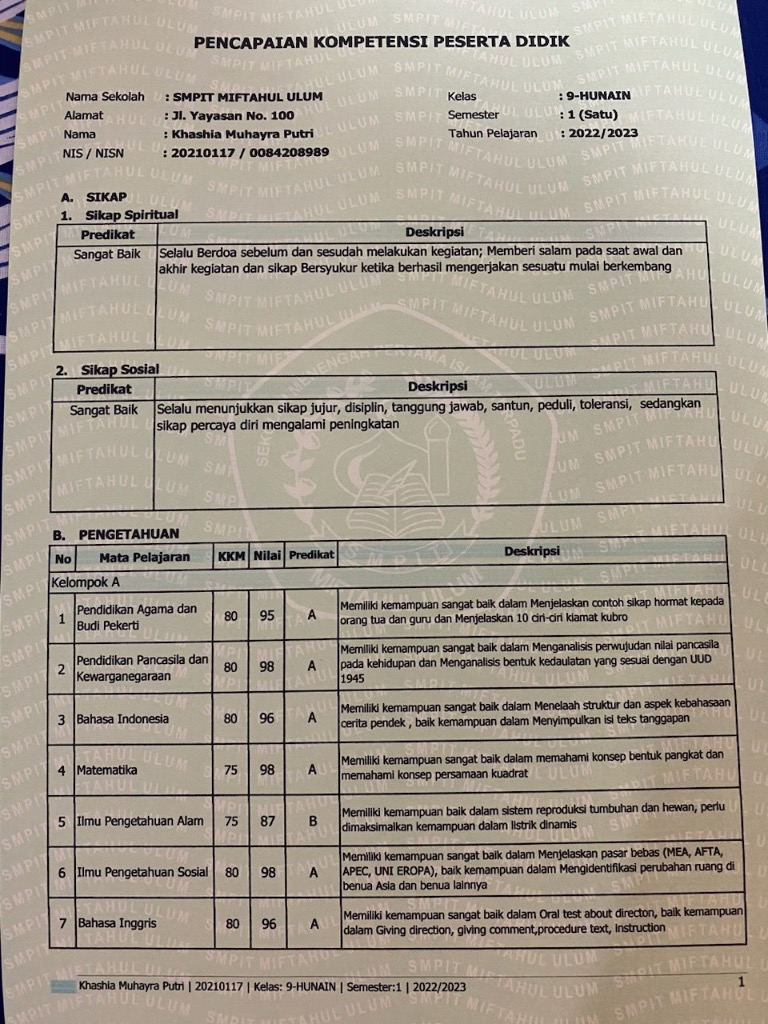 PENCAPAIAN KOMPETENSI PESERTA DIDIK
Nama Sekolah : SMPIT MIFTAHUL ULUM
Alamat : Jl. Yayasan No. 100
Nama : Khashia Muhayra Putri
NIS / NISN : 20210117 / 0084208989
Kelas : 9-HUNAIN
Semester : 1 (Satu)
Tahun Pelajaran : 2022/2023
A. SIKAP
1. Sikap Spiritual
Predikat Deskripsi
Sangat Baik Selalu Berdoa sebelum dan sesudah melakukan kegiatan; Memberi salam pada saat awal dan
akhir kegiatan dan sikap Bersyukur ketika berhasil mengerjakan sesuatu mulai berkembang
2. Sikap Sosial
Predikat Deskripsi
Sangat Baik Selalu menunjukkan sikap jujur, disiplin, tanggung jawab, santun, peduli, toleransi, sedangkan
sikap percaya diri mengalami peningkatan
B. PENGETAHUAN
No Mata Pelajaran KKM Nilai Predikat Deskripsi
Kelompok A
1 Pendidikan Agama dan Budi Pekerti 80 95 A Memiliki kemampuan sangat baik dalam Menjelaskan contoh sikap hormat kepada
orang tua dan guru dan Menjelaskan 10 ciri-ciri kiamat kubro
2 Pendidikan Pancasila dan Kewarganegaraan 80 98 A Memiliki kemampuan sangat baik dalam Menganalisis perwujudan nilai pancasila
pada kehidupan dan Menganalisis bentuk kedaulatan yang sesuai dengan UUD
1945
3 Bahasa Indonesia 80 96 A Memiliki kemampuan sangat baik dalam Menelaah struktur dan aspek kebahasaan
cerita pendek , baik kemampuan dalam Menyimpulkan isi teks tanggapan
4 Matematika 75 98 A Memiliki kemampuan sangat baik dalam memahami konsep bentuk pangkat dan
memahami konsep persamaan kuadrat
5 Ilmu Pengetahuan Alam 75 87 B Memiliki kemampuan baik dalam sistem reproduksi tumbuhan dan hewan, perlu
dimaksimalkan kemampuan dalam listrik dinamis
6 Ilmu Pengetahuan Sosial 80 98 A Memiliki kemampuan sangat baik dalam Menjelaskan pasar bebas (MEA, AFTA,
APEC, UNI EROPA), baik kemampuan dalam Mengidentifikasi perubahan ruang di
benua Asia dan benua lainnya
7 Bahasa Inggris 80 96 A Memiliki kemampuan sangat baik dalam Oral test about directon, baik kemampuan
dalam Giving direction, giving comment,procedure text, instruction
Khashia Muhayra Putri | 20210117 | Kelas: 9-HUNAIN | Semester:1 | 2022/2023
1